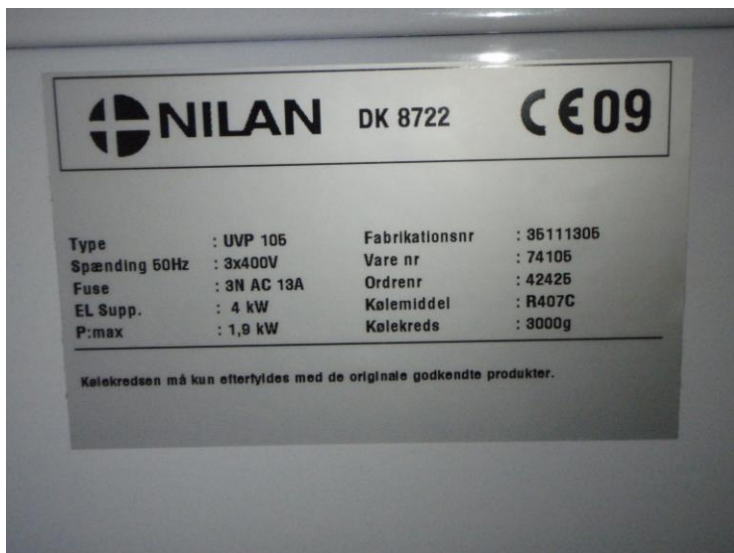 NILAN DK 8722 CE09
Type : UVP 105 Fabrikationsnr : 35111305
Spænding 50Hz : 3x400V Vare nr : 74105
Fuse : 3N AC 13A Ordrenr : 42425
EL Supp. : 4 kW Kølemiddel : R407C
P:max : 1,9 kW Kølekreds : 3000g
Kølekredsen må kun efterfyldes med de originale godkendte produkter.